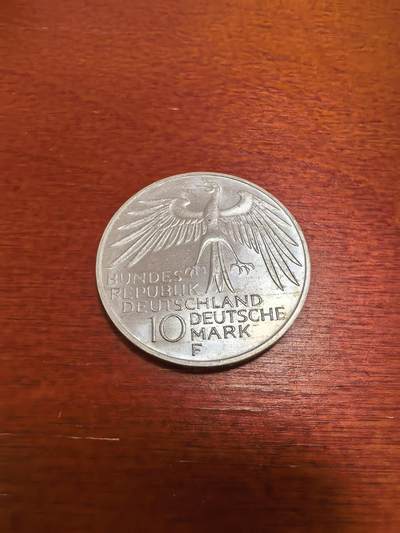 BUNDES
REPUBLIK
DEUTSCHLAND
10 DEUTSCHE
MARK
F